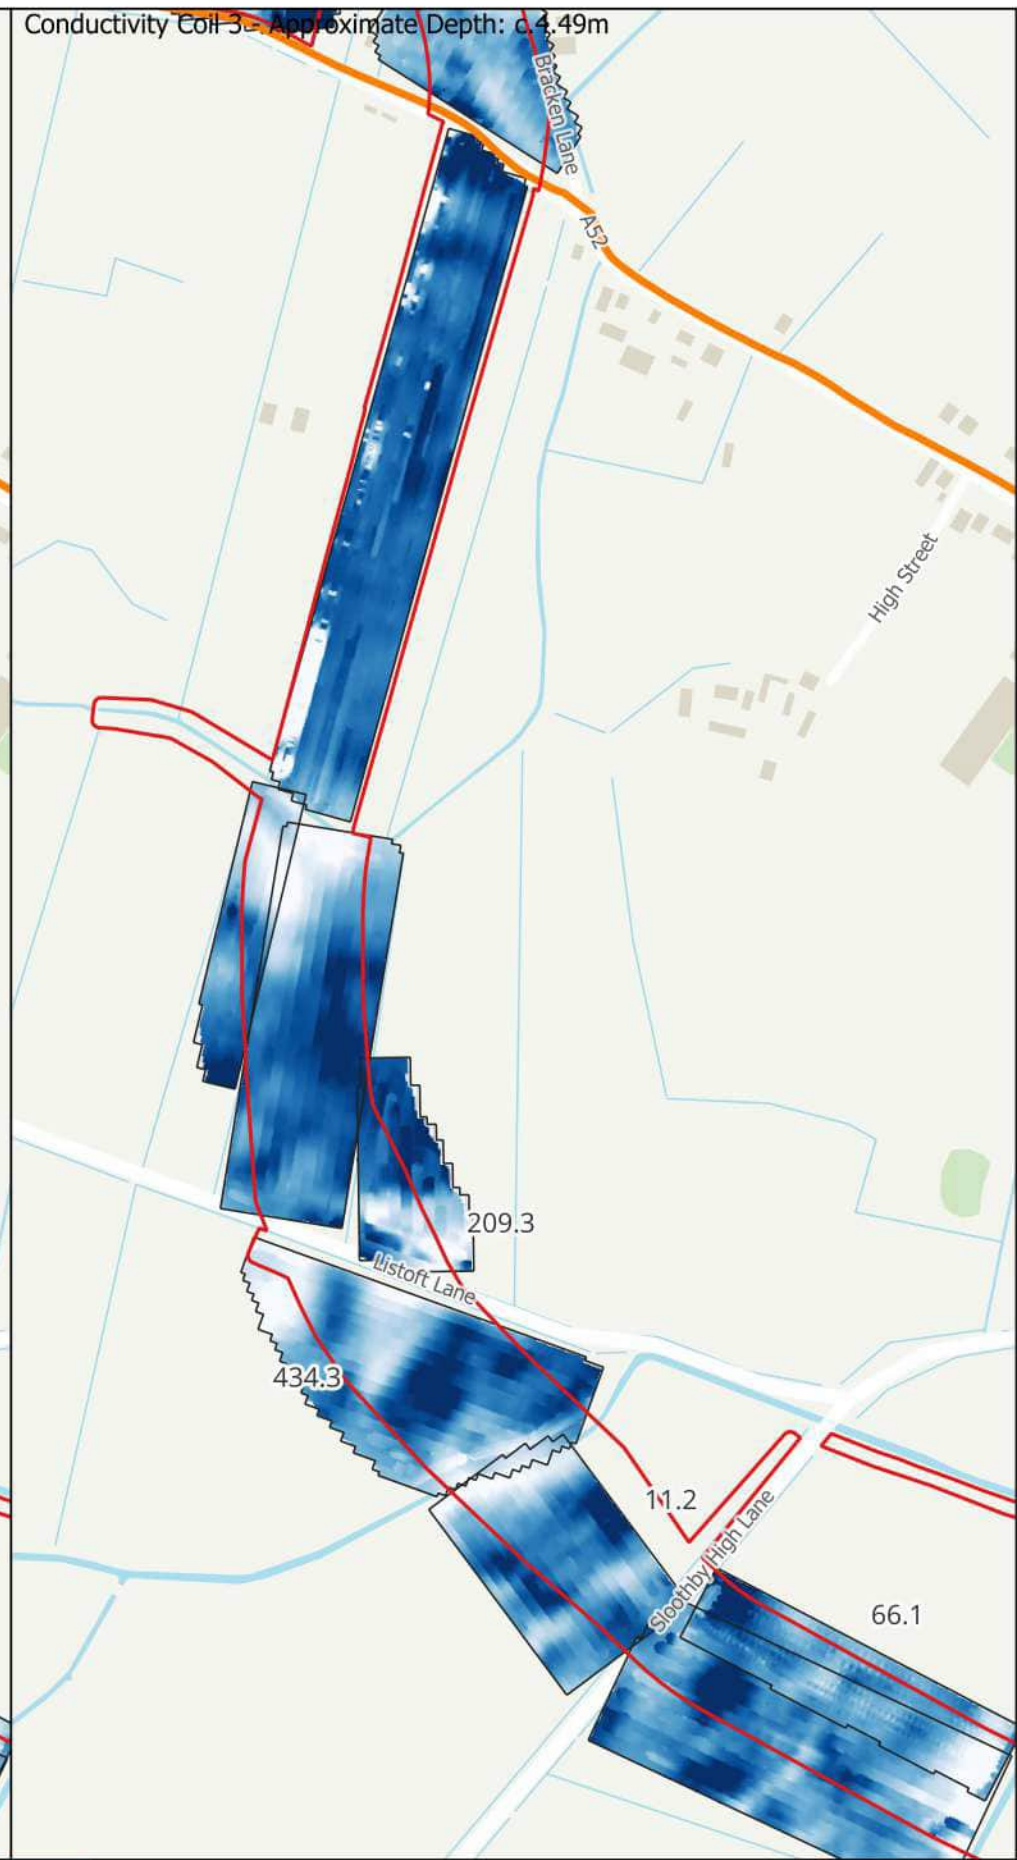 Conductivity Coil 3 - Approximate Depth: c.4.49m
Bracken Lane
A52
High Street
209.3
Listoft Lane
434.3
11.2
Sloothby High Lane
66.1